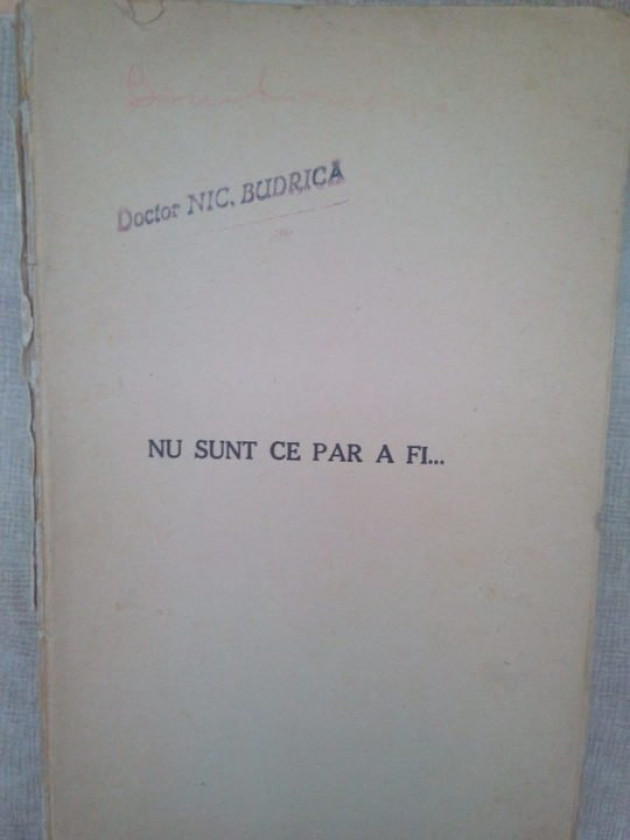 Doctor NIC. BUDRICĂ
NU SUNT CE PAR A FI...